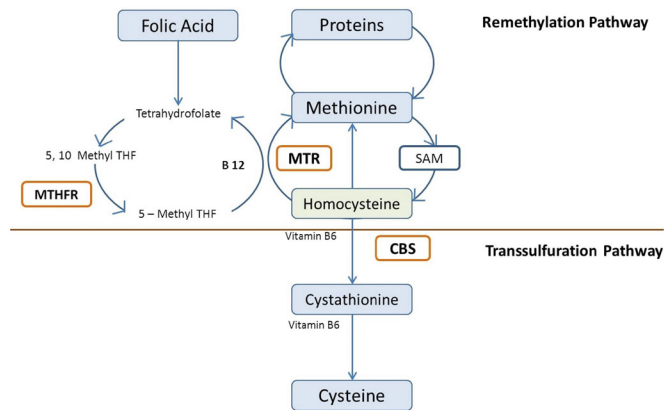 Folic Acid
Proteins
Remethylation Pathway
Tetrahydrofolate
Methionine
5, 10 Methyl THF
B 12
MTR
SAM
MTHFR
5 – Methyl THF
Homocysteine
Vitamin B6
CBS
Transsulfuration Pathway
Cystathionine
Vitamin B6
Cysteine